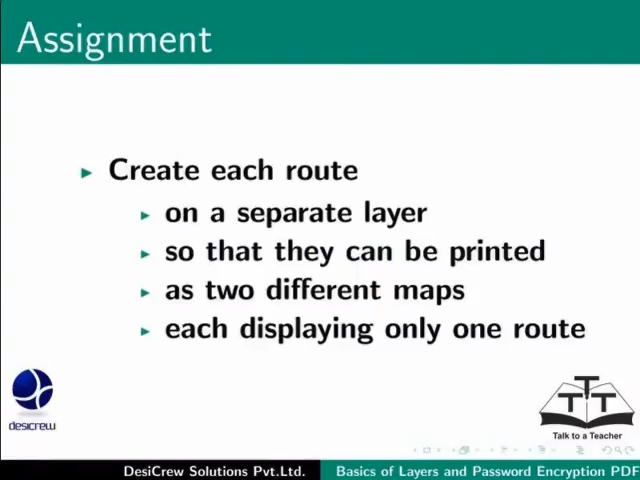 Assignment
Create each route
on a separate layer
so that they can be printed
as two different maps
each displaying only one route
desicrew
TTT
Talk to a Teacher
DesiCrew Solutions Pvt.Ltd.
Basics of Layers and Password Encryption PDF